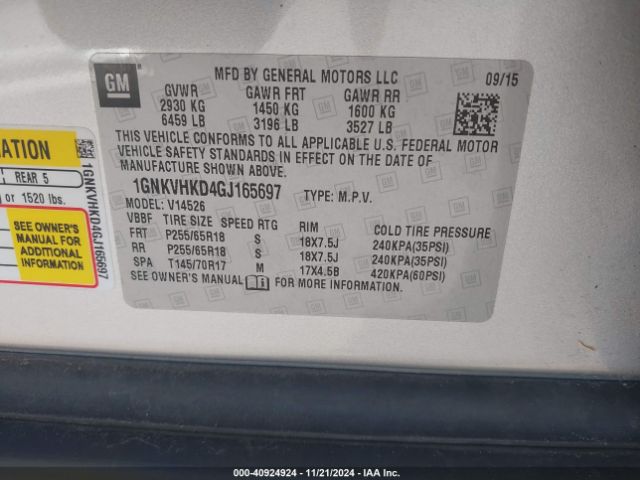 GM
MFD BY GENERAL MOTORS LLC
09/15
GVWR GAWR FRT GAWR RR
2930 KG 1450 KG 1600 KG
6459 LB 3196 LB 3527 LB
THIS VEHICLE CONFORMS TO ALL APPLICABLE U.S. FEDERAL MOTOR
VEHICLE SAFETY STANDARDS IN EFFECT ON THE DATE OF
MANUFACTURE SHOWN ABOVE.
1GNKVHKD4GJ165697 TYPE: M.P.V.
MODEL: V14526
VBBF TIRE SIZE SPEED RTG RIM COLD TIRE PRESSURE
FRT P255/65R18 S 18X7.5J 240KPA(35PSI)
RR P255/65R18 S 18X7.5J 240KPA(35PSI)
SPA T145/70R17 M 17X4.5B 420KPA(60PSI)
SEE OWNER'S MANUAL FOR MORE INFORMATION.
REAR 5
or 1520 lbs.
SEE OWNER'S
MANUAL FOR
ADDITIONAL
INFORMATION
1GNKVHKD4GJ165697
000-40924924 | 11/21/2024 | IAA Inc.